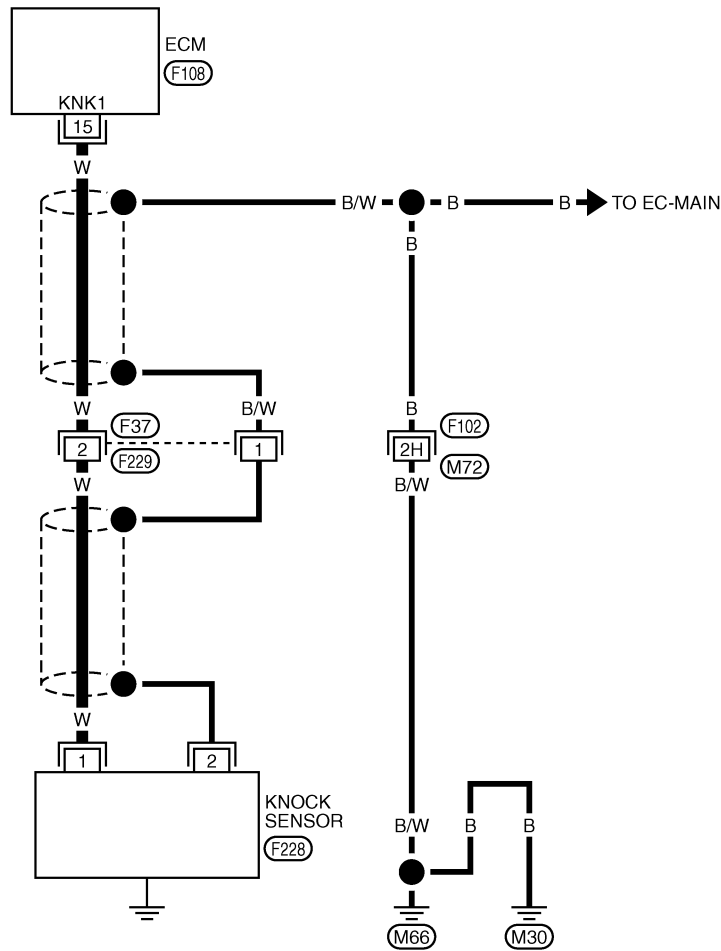 ECM
F108
KNK1
15
W
B/W
B
B
TO EC-MAIN
B
W
B/W
B
F37
F102
2
1
2H
F229
M72
W
B/W
W
1
2
KNOCK
SENSOR
F228
B/W
B
B
M66
M30